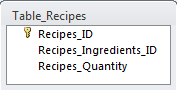 Table_Recipes
Recipes_ID
Recipes_Ingredients_ID
Recipes_Quantity